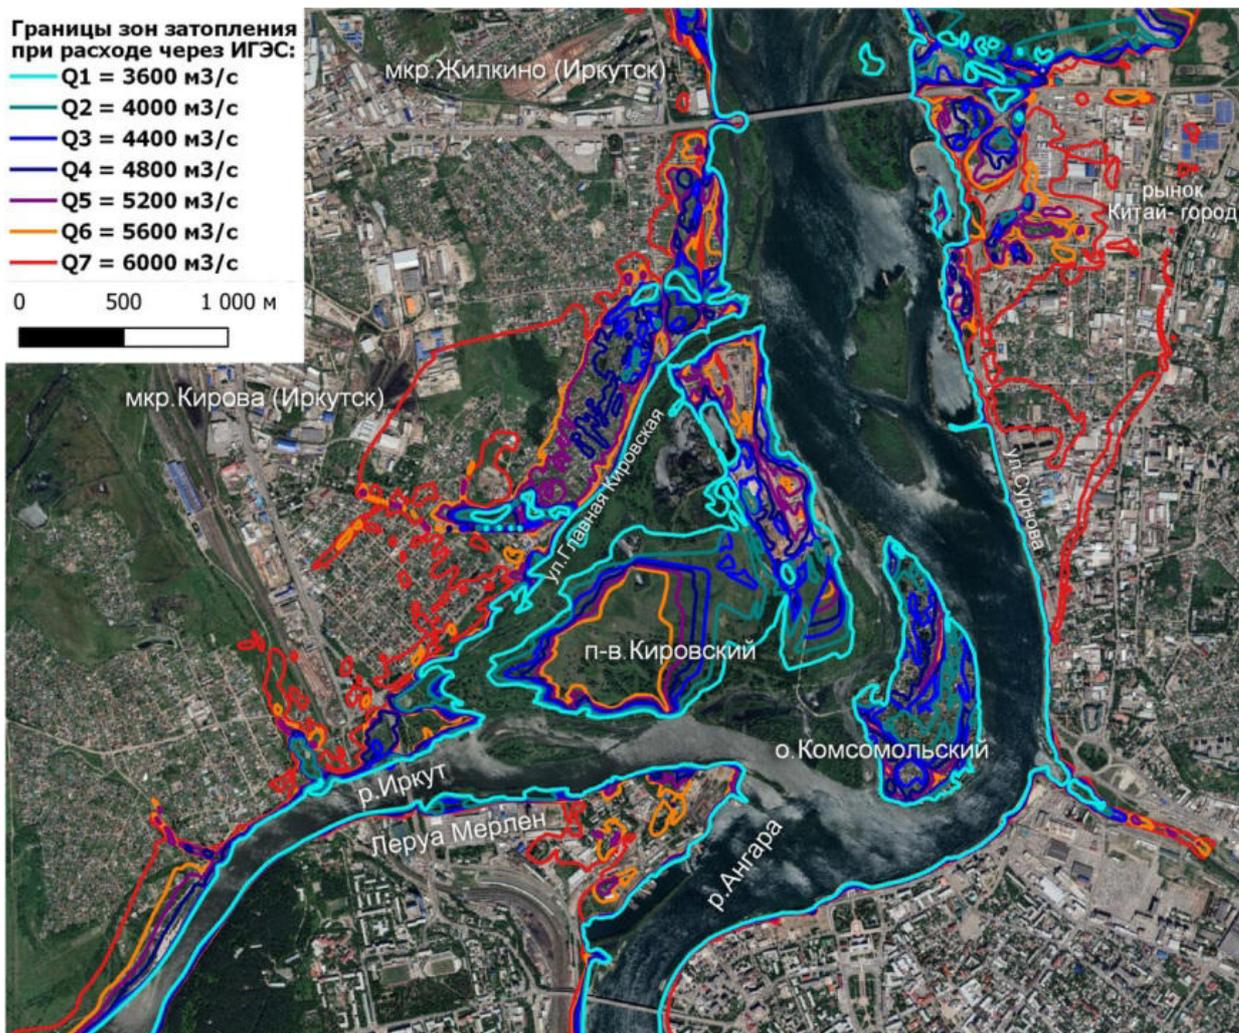 Границы зон затопления
при расходе через ИГЭС:
Q1 = 3600 м3/с
Q2 = 4000 м3/с
Q3 = 4400 м3/с
Q4 = 4800 м3/с
Q5 = 5200 м3/с
Q6 = 5600 м3/с
Q7 = 6000 м3/с
0 500 1 000 м
мкр.Жилкино (Иркутск)
рынок
Китай- город
мкр.Кирова (Иркутск)
ул.Главная Кировская
ул.Сурнова
п-в.Кировский
о.Комсомольский
р.Иркут
Леруа Мерлен
р.Ангара